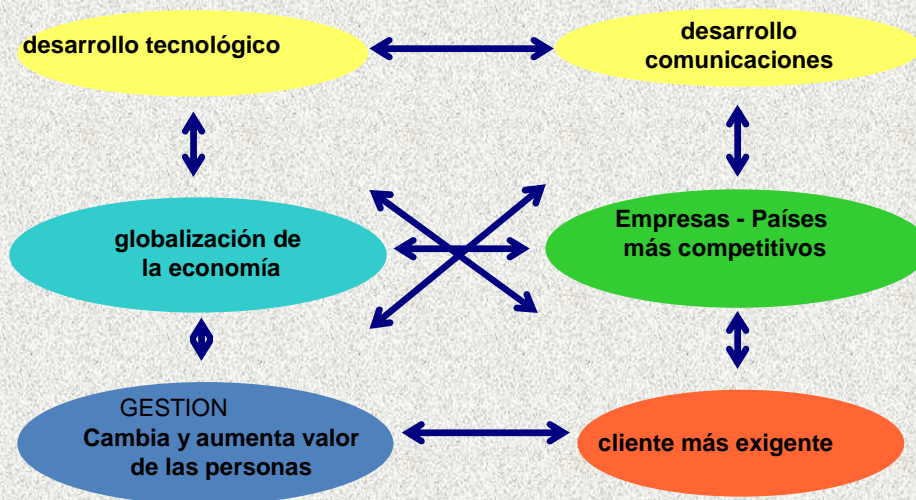 desarrollo tecnológico
desarrollo
comunicaciones
globalización de
la economía
Empresas - Países
más competitivos
GESTION
Cambia y aumenta valor
de las personas
cliente más exigente